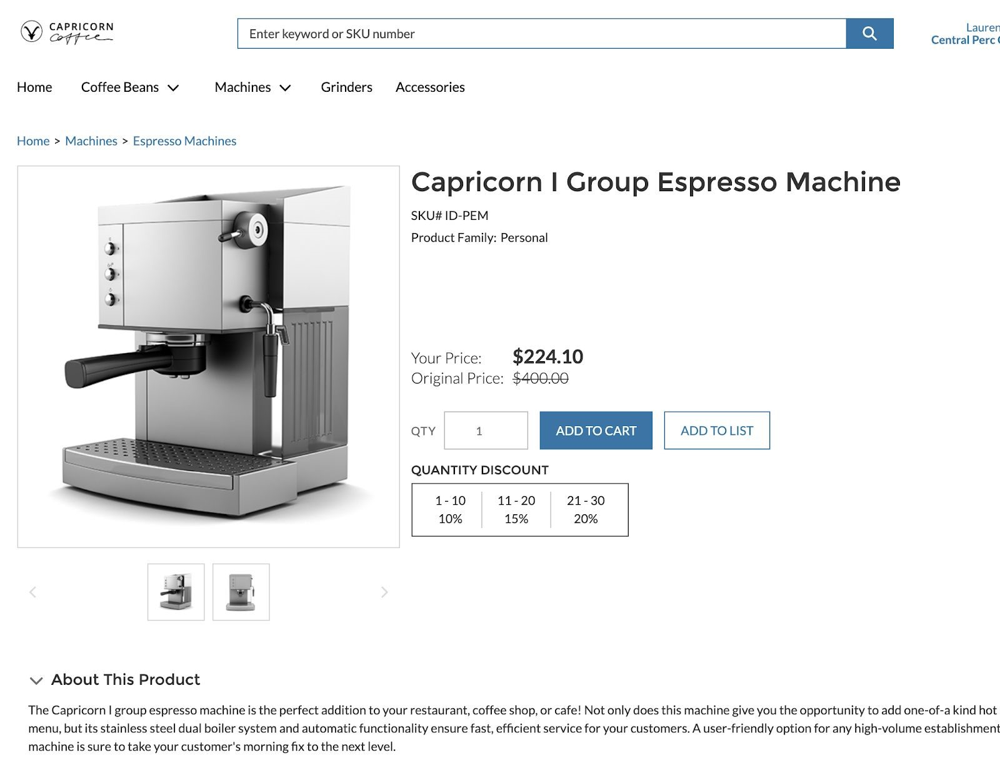 CAPRICORN
Coffee
Enter keyword or SKU number
Lauren
Central Perc
Home Coffee Beans Machines Grinders Accessories
Home > Machines > Espresso Machines
Capricorn I Group Espresso Machine
SKU# ID-PEM
Product Family: Personal
Your Price: $224.10
Original Price: $400.00
QTY 1 ADD TO CART ADD TO LIST
QUANTITY DISCOUNT
1 - 10 11 - 20 21 - 30
10% 15% 20%
About This Product
The Capricorn I group espresso machine is the perfect addition to your restaurant, coffee shop, or cafe! Not only does this machine give you the opportunity to add one-of-a kind hot
menu, but its stainless steel dual boiler system and automatic functionality ensure fast, efficient service for your customers. A user-friendly option for any high-volume establishment
machine is sure to take your customer's morning fix to the next level.